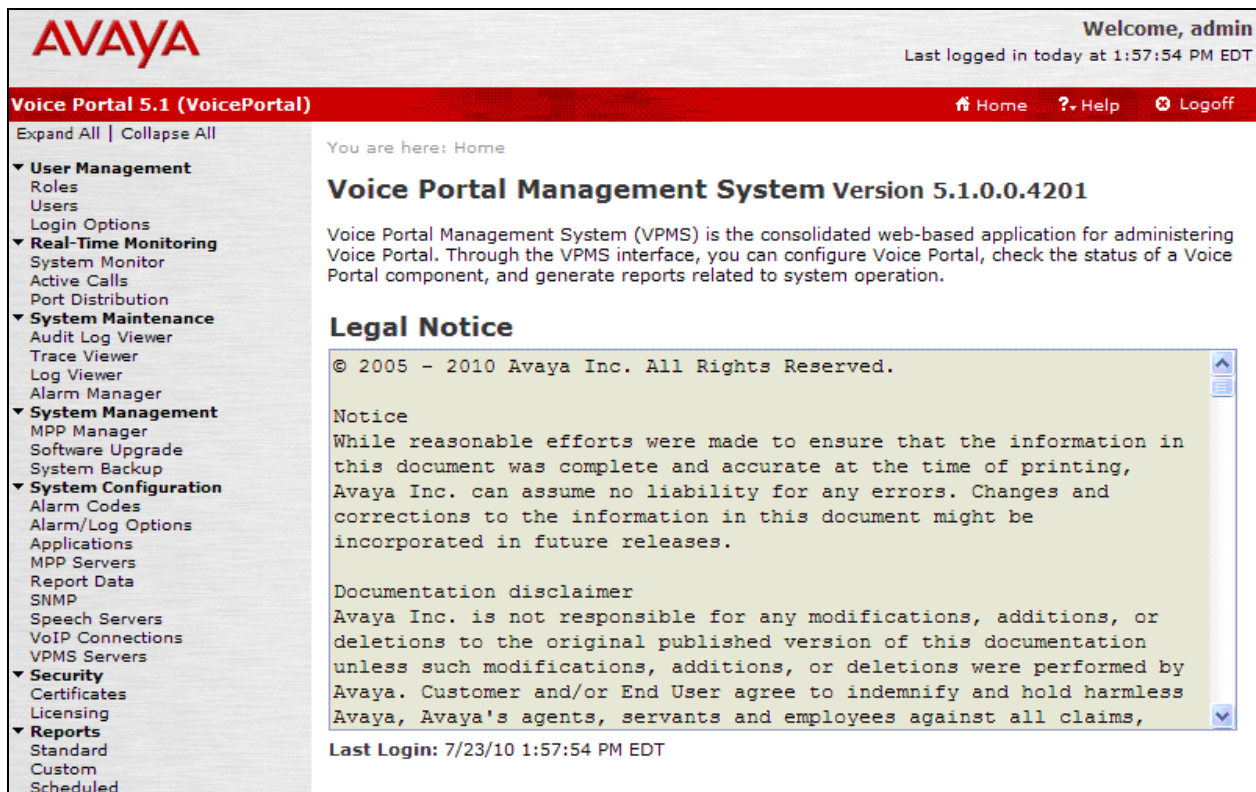 AVAYA
Welcome, admin
Last logged in today at 1:57:54 PM EDT
Voice Portal 5.1 (VoicePortal)
Home ? Help Logoff
Expand All | Collapse All
User Management
Roles
Users
Login Options
Real-Time Monitoring
System Monitor
Active Calls
Port Distribution
System Maintenance
Audit Log Viewer
Trace Viewer
Log Viewer
Alarm Manager
System Management
MPP Manager
Software Upgrade
System Backup
System Configuration
Alarm Codes
Alarm/Log Options
Applications
MPP Servers
Report Data
SNMP
Speech Servers
VoIP Connections
VPMS Servers
Security
Certificates
Licensing
Reports
Standard
Custom
Scheduled
You are here: Home
Voice Portal Management System Version 5.1.0.0.4201
Voice Portal Management System (VPMS) is the consolidated web-based application for administering
Voice Portal. Through the VPMS interface, you can configure Voice Portal, check the status of a Voice
Portal component, and generate reports related to system operation.
Legal Notice
© 2005 - 2010 Avaya Inc. All Rights Reserved.
Notice
While reasonable efforts were made to ensure that the information in
this document was complete and accurate at the time of printing,
Avaya Inc. can assume no liability for any errors. Changes and
corrections to the information in this document might be
incorporated in future releases.
Documentation disclaimer
Avaya Inc. is not responsible for any modifications, additions, or
deletions to the original published version of this documentation
unless such modifications, additions, or deletions were performed by
Avaya. Customer and/or End User agree to indemnify and hold harmless
Avaya, Avaya's agents, servants and employees against all claims,
Last Login: 7/23/10 1:57:54 PM EDT